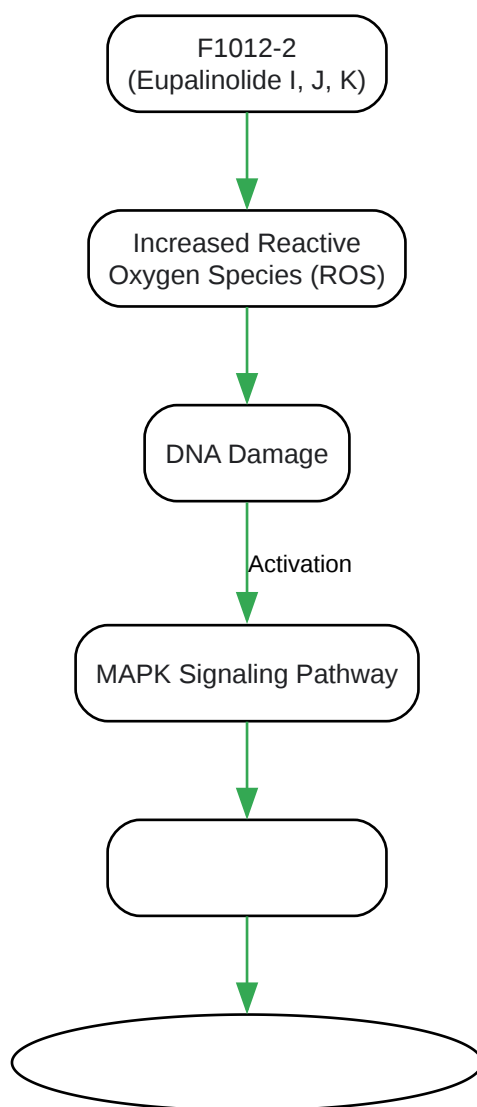 F1012-2
(Eupalinolide I, J, K)
Increased Reactive
Oxygen Species (ROS)
DNA Damage
Activation
MAPK Signaling Pathway